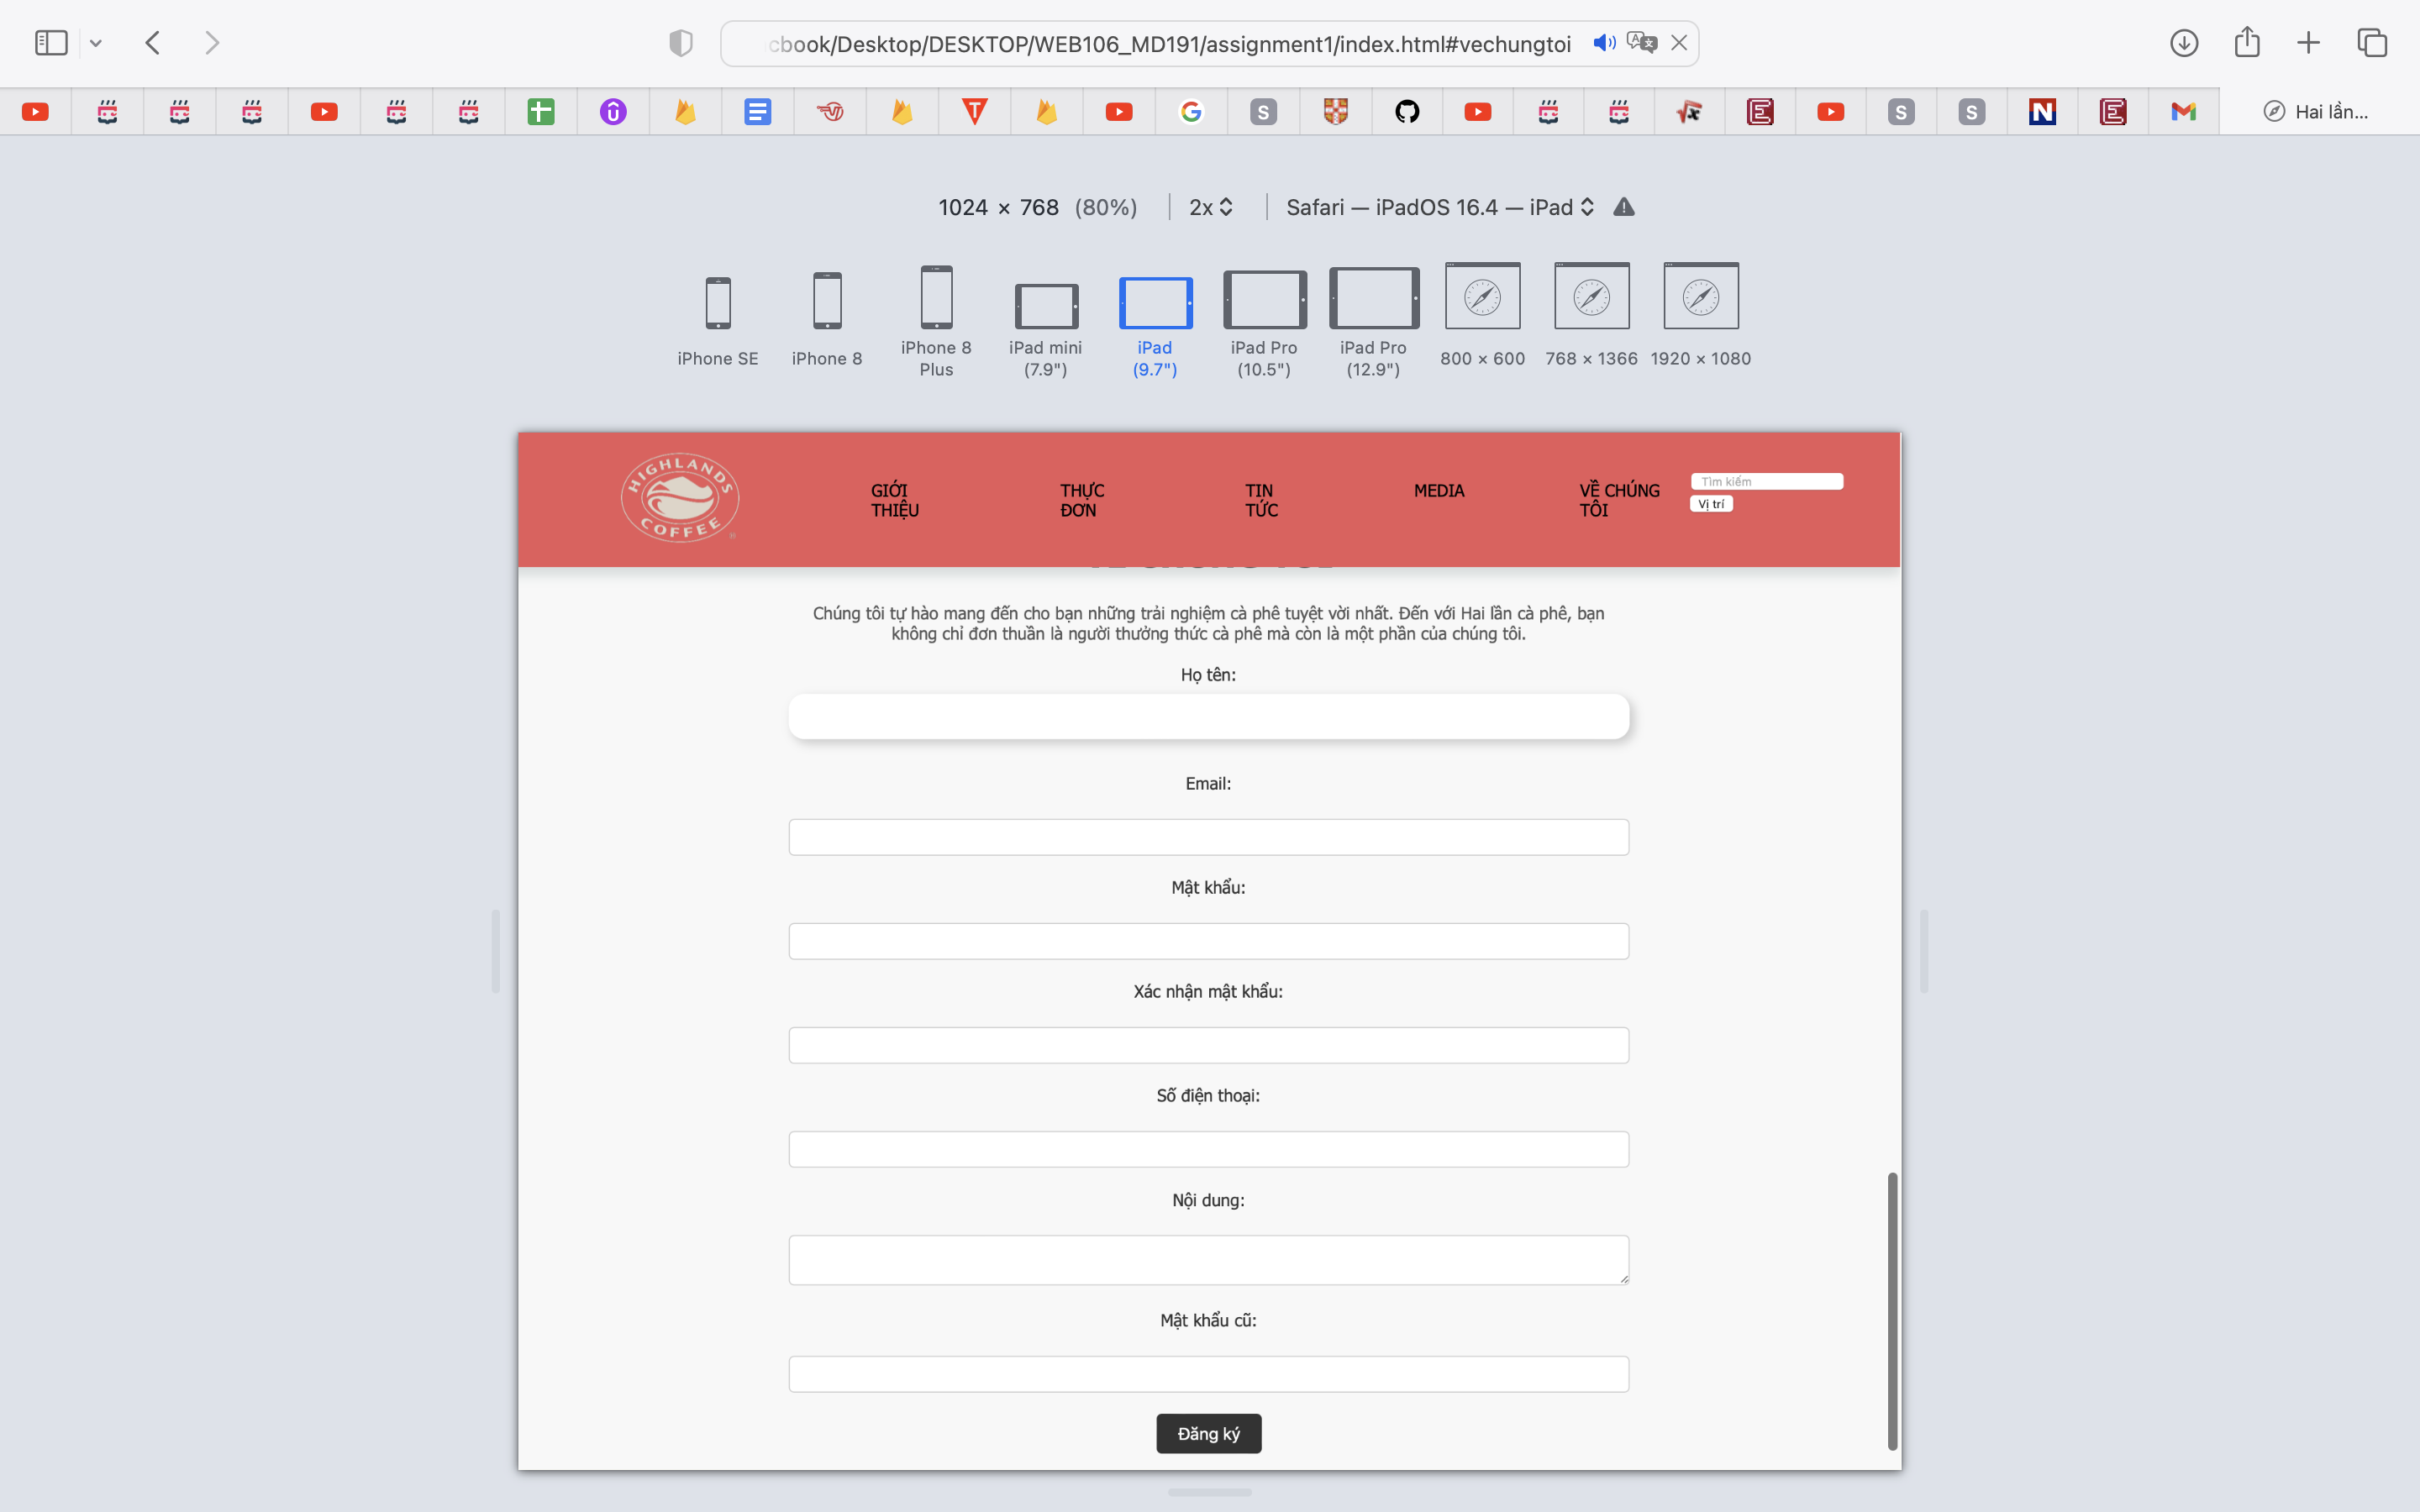 cbook/Desktop/DESKTOP/WEB106_MD191/assignment1/index.html#vechungtoi
Hai lần...
1024 × 768 (80%) 2x Safari — iPadOS 16.4 — iPad
iPhone SE
iPhone 8
iPhone 8
Plus
iPad mini
(7.9")
iPad
(9.7")
iPad Pro
(10.5")
iPad Pro
(12.9")
800 × 600
768 × 1366
1920 × 1080
HIGHLANDS
COFFEE
GIỚI
THIỆU
THỰC
ĐƠN
TIN
TỨC
MEDIA
VỀ CHÚNG
TÔI
Tìm kiếm
Vị trí
Chúng tôi tự hào mang đến cho bạn những trải nghiệm cà phê tuyệt vời nhất. Đến với Hai lần cà phê, bạn
không chỉ đơn thuần là người thưởng thức cà phê mà còn là một phần của chúng tôi.
Họ tên:
Email:
Mật khẩu:
Xác nhận mật khẩu:
Số điện thoại:
Nội dung:
Mật khẩu cũ:
Đăng ký